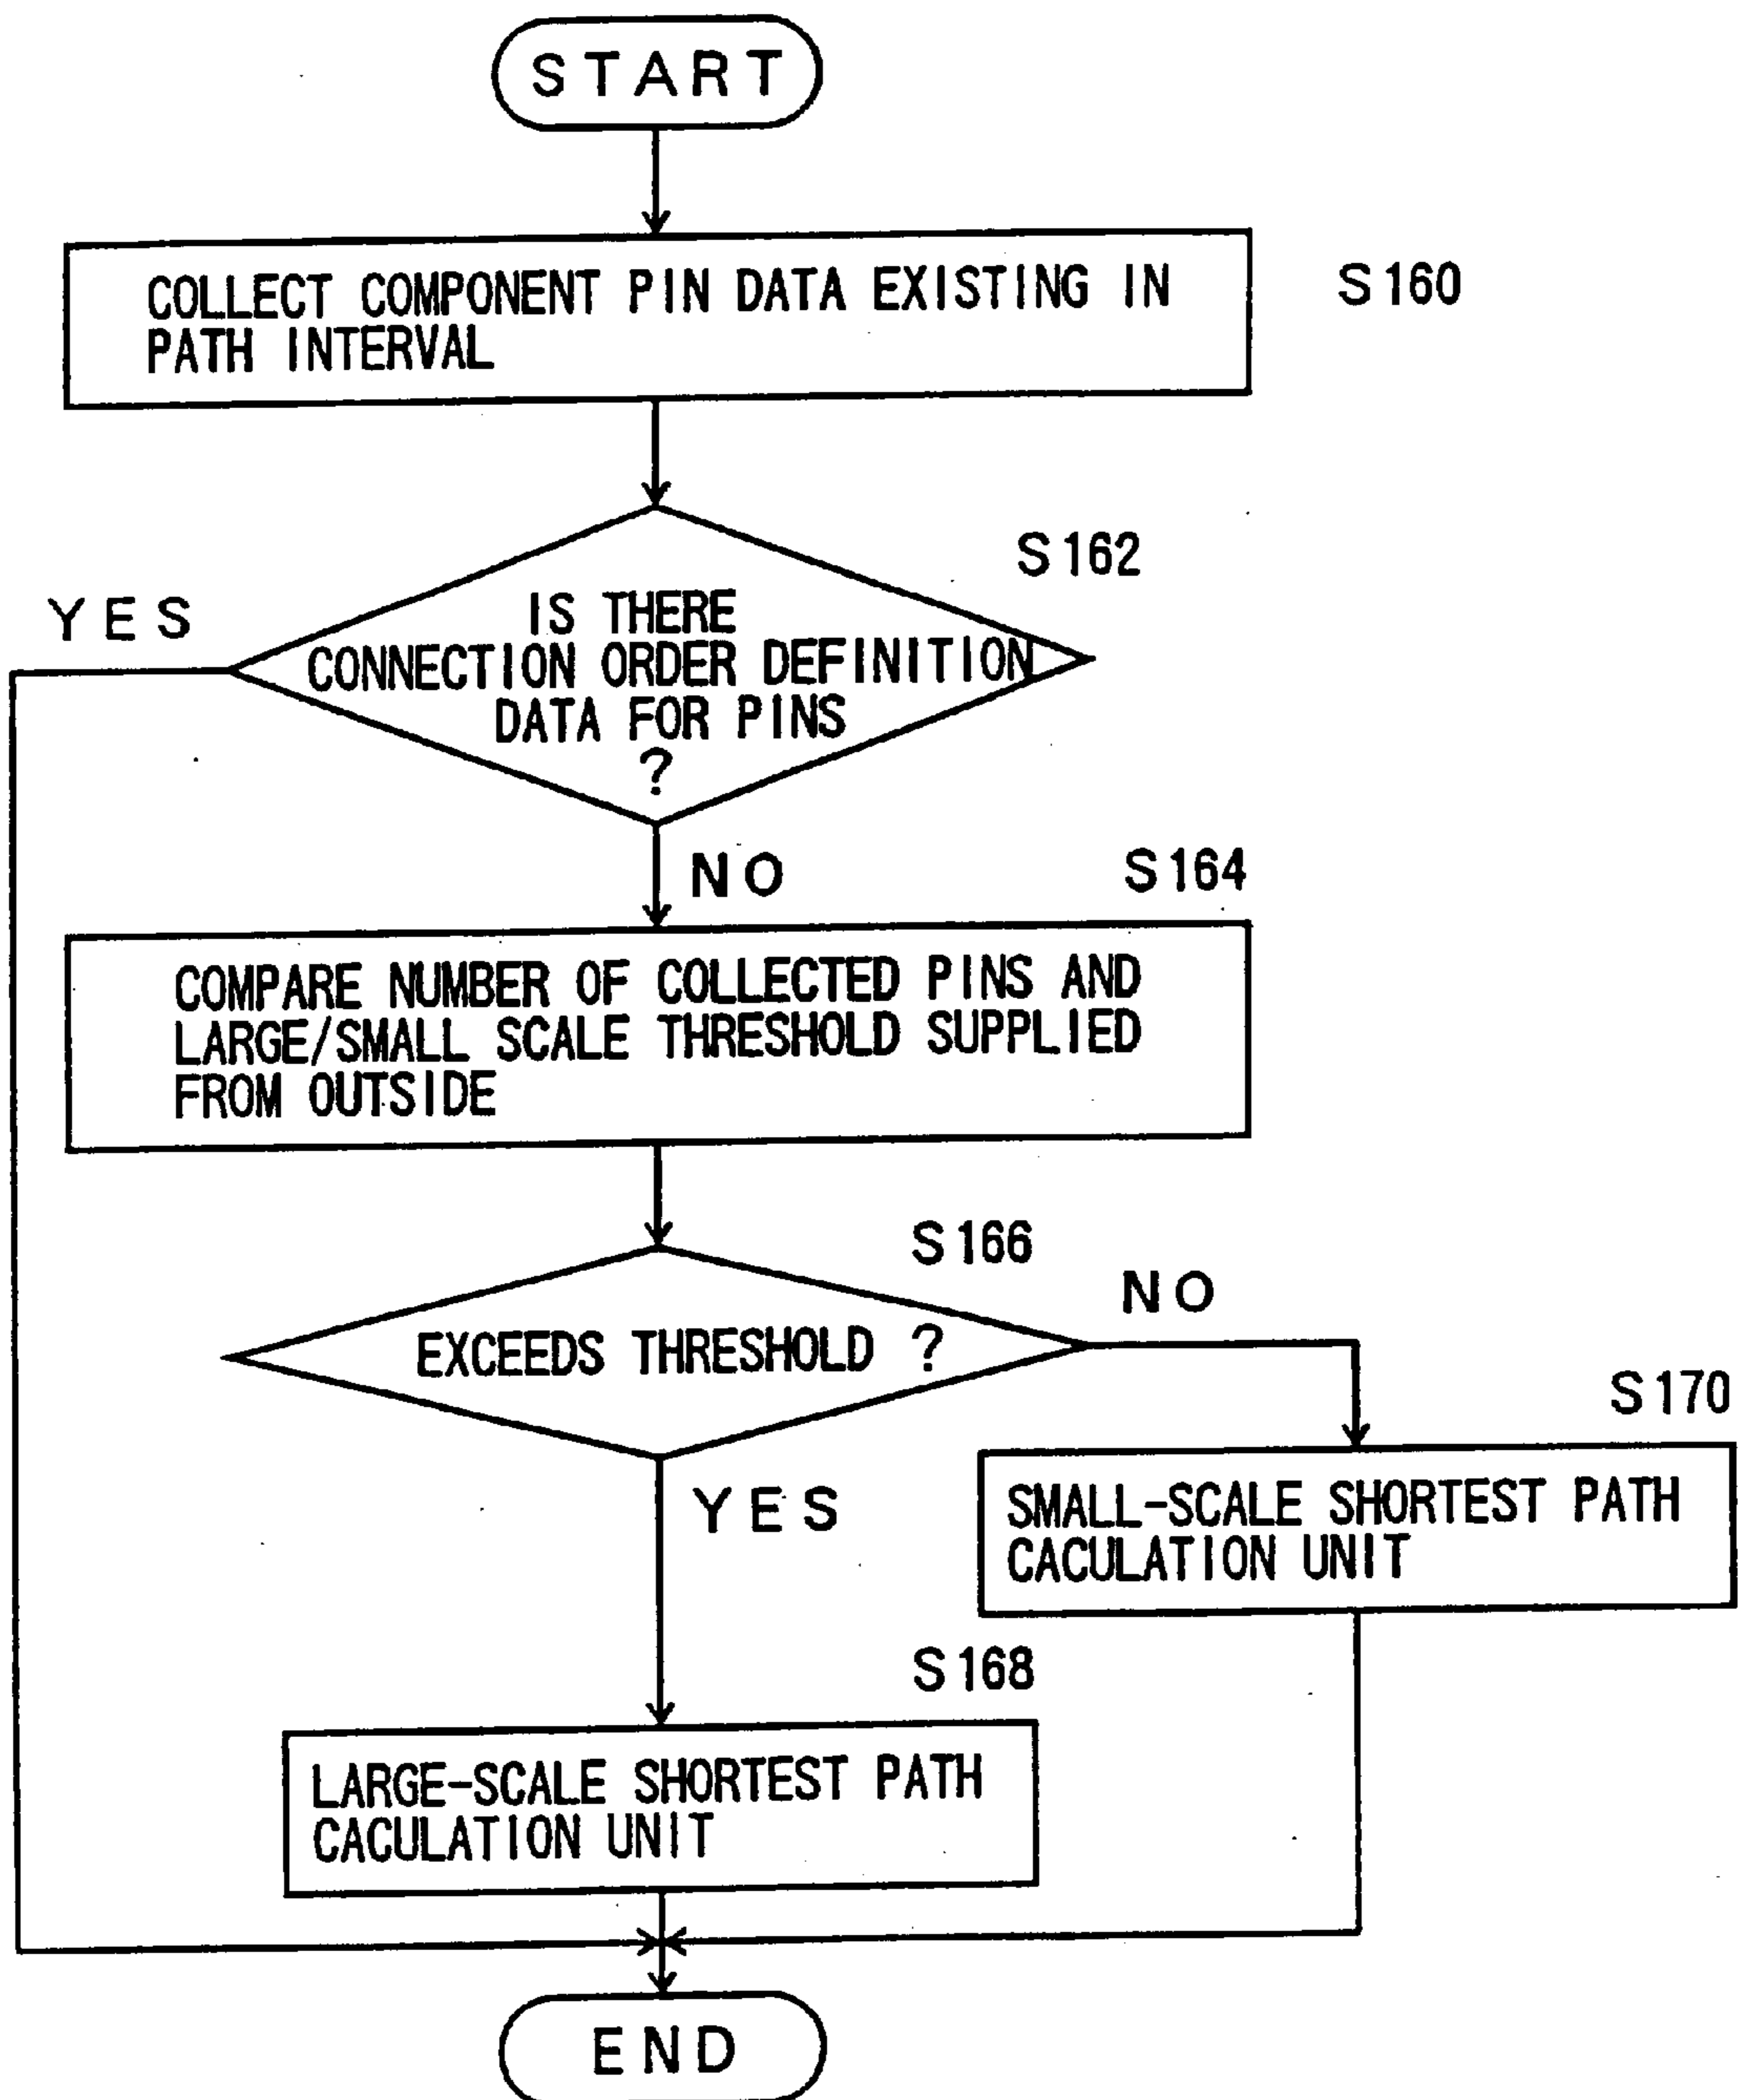 START
COLLECT COMPONENT PIN DATA EXISTING IN
PATH INTERVAL
S160
S162
YES
IS THERE
CONNECTION ORDER DEFINITION
DATA FOR PINS
?
NO
S164
COMPARE NUMBER OF COLLECTED PINS AND
LARGE/SMALL SCALE THRESHOLD SUPPLIED
FROM OUTSIDE
S166
NO
EXCEEDS THRESHOLD ?
S170
YES
SMALL-SCALE SHORTEST PATH
CACULATION UNIT
S168
LARGE-SCALE SHORTEST PATH
CACULATION UNIT
END